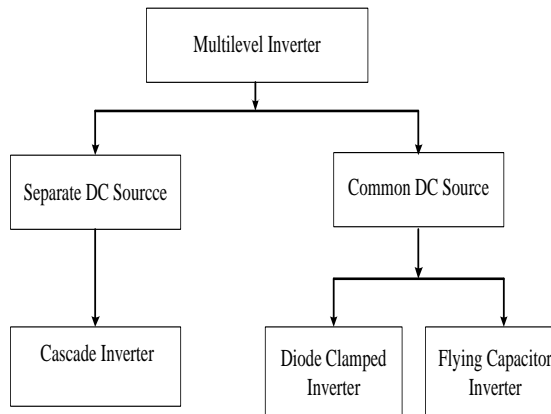 Multilevel Inverter
Separate DC Sourcce
Common DC Source
Cascade Inverter
Diode Clamped
Inverter
Flying Capacitor
Inverter